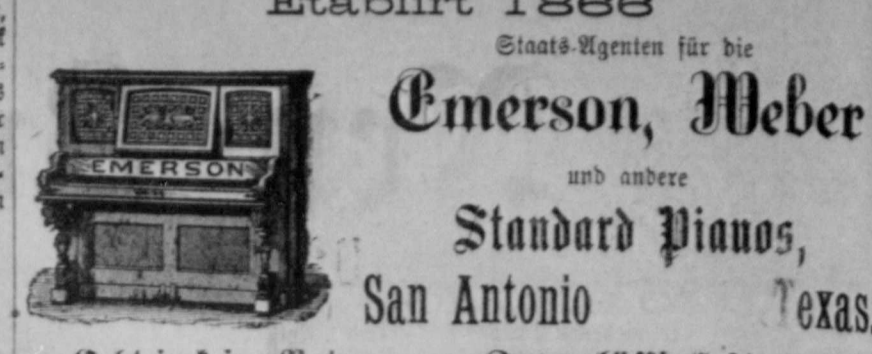 Etablirt 1866
Staats-Agenten für die
Emerson, Weber
und andere
EMERSON
Standard Pianos,
San Antonio Texas.